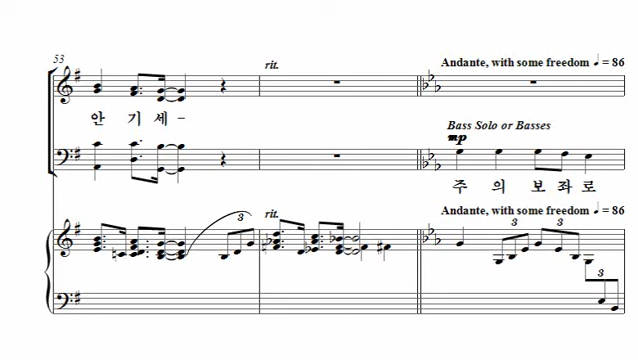 53
rit.
Andante, with some freedom ♩ = 86
안 기 세 -
Bass Solo or Basses
mp
주 의 보 좌 로
rit.
Andante, with some freedom ♩ = 86
3
3
3
3